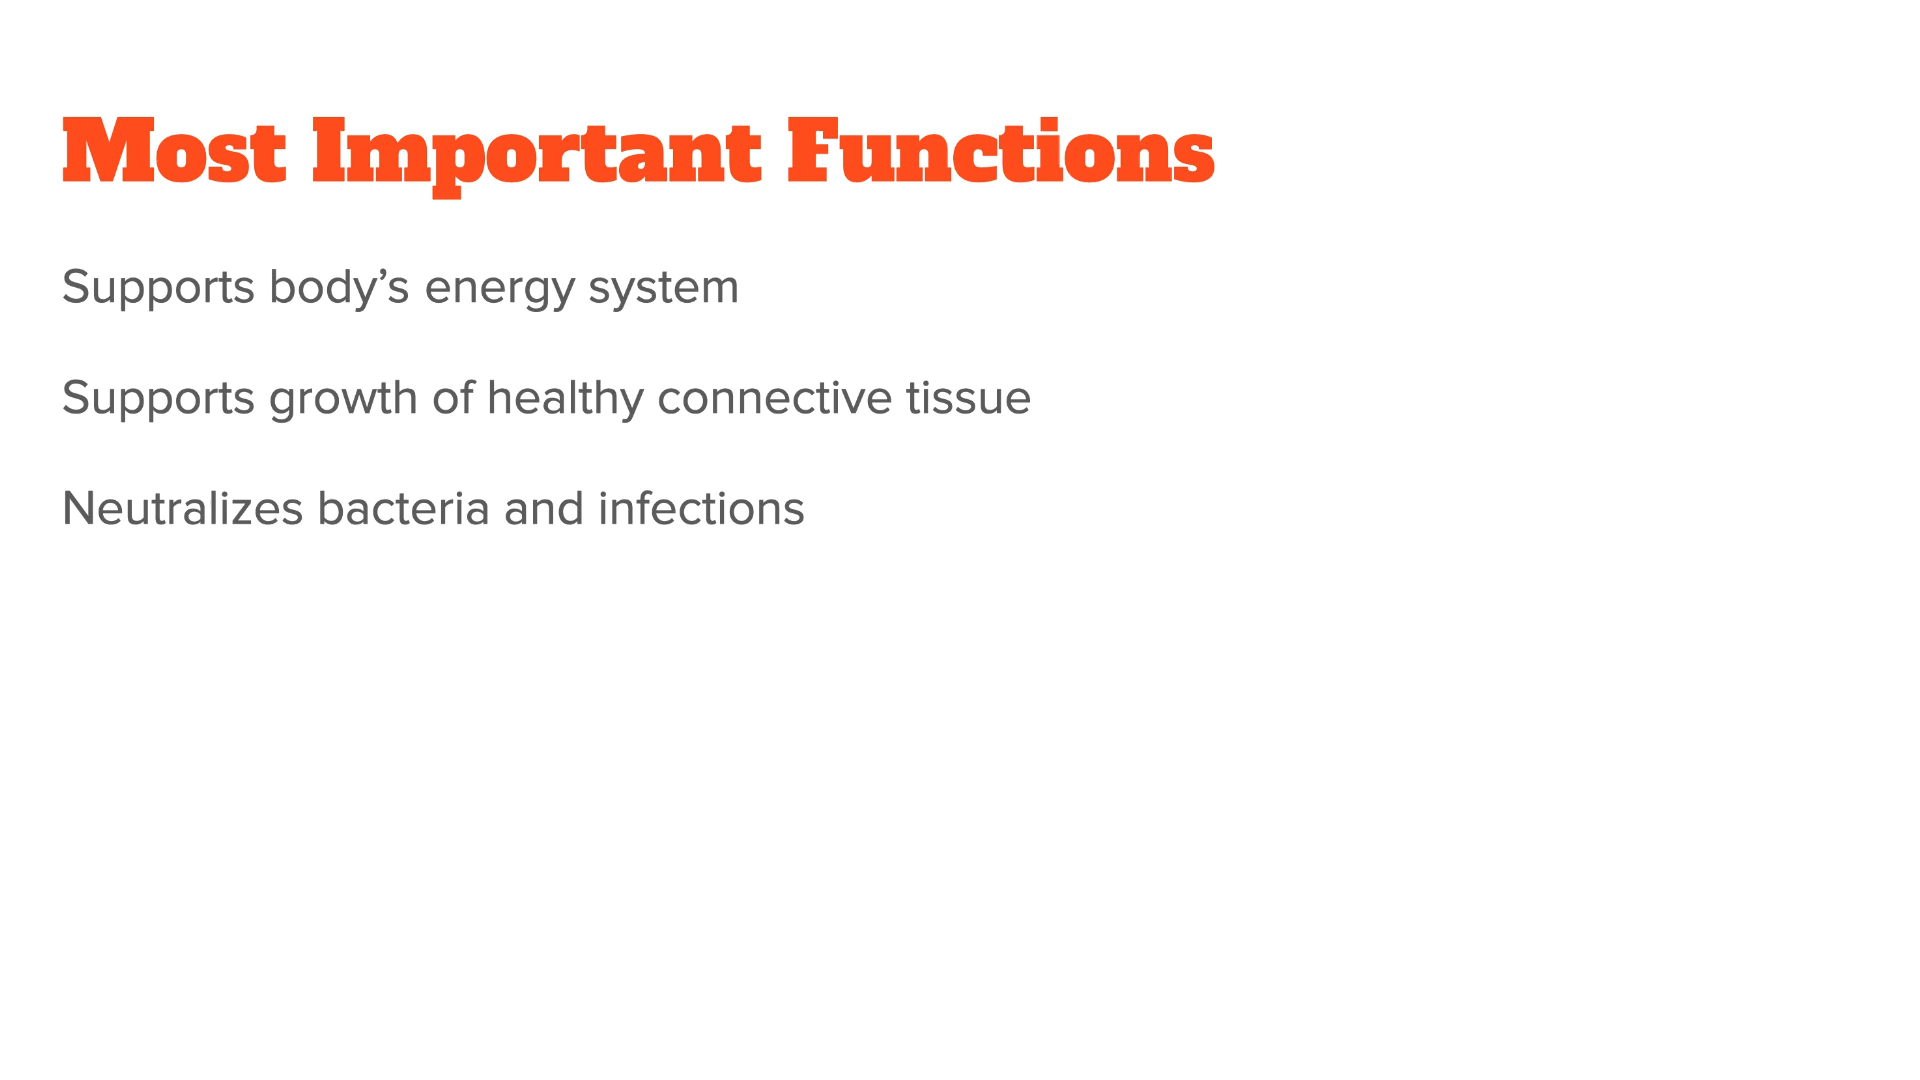 Most Important Functions
Supports body’s energy system
Supports growth of healthy connective tissue
Neutralizes bacteria and infections